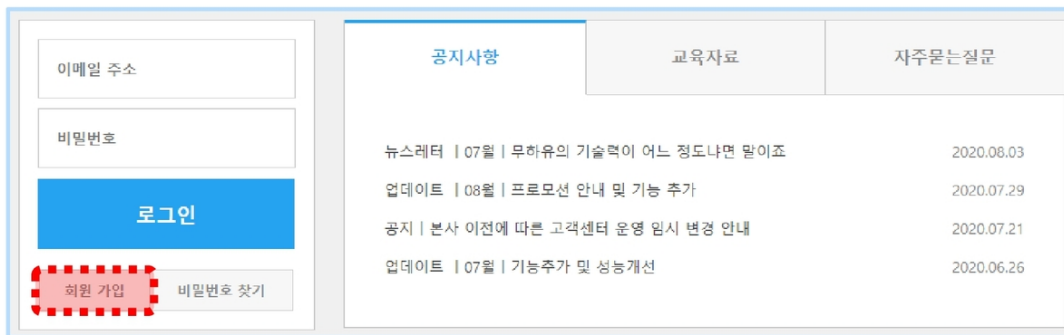 이메일 주소
비밀번호
로그인
회원 가입
비밀번호 찾기
공지사항
교육자료
자주묻는질문
뉴스레터 | 07월 | 무하유의 기술력이 어느 정도냐면 말이죠 2020.08.03
업데이트 | 08월 | 프로모션 안내 및 기능 추가 2020.07.29
공지 | 본사 이전에 따른 고객센터 운영 임시 변경 안내 2020.07.21
업데이트 | 07월 | 기능추가 및 성능개선 2020.06.26